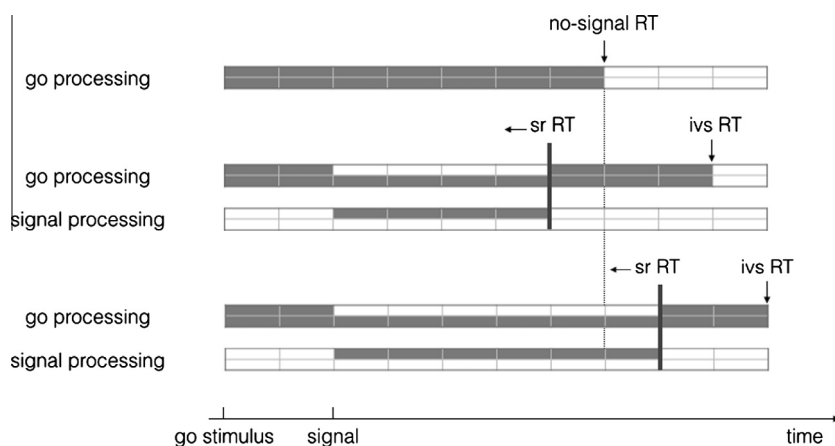 no-signal RT
go processing
sr RT ivs RT
go processing
signal processing
sr RT ivs RT
go processing
signal processing
go stimulus signal time